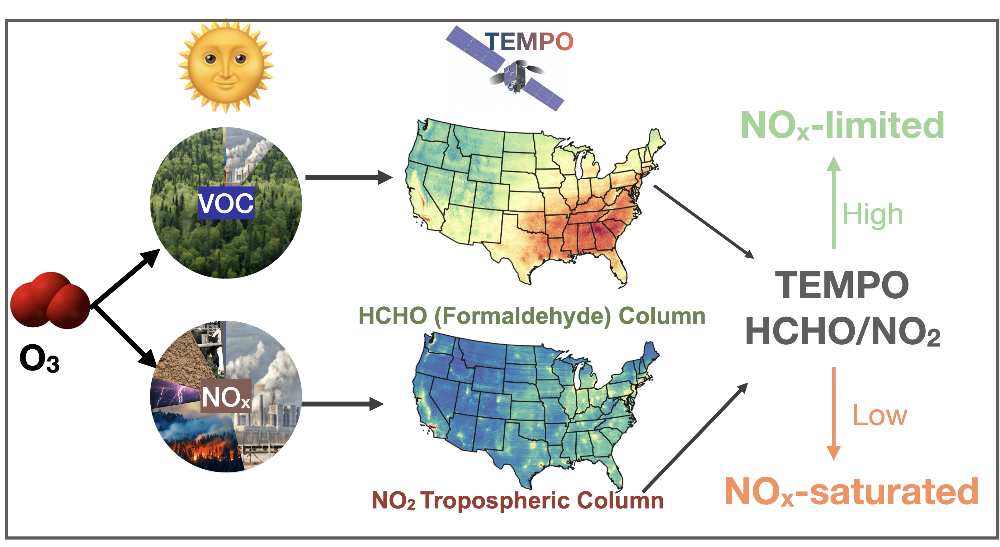 TEMPO
VOC
O₃
NOₓ
HCHO (Formaldehyde) Column
NO₂ Tropospheric Column
NOₓ-limited
High
TEMPO
HCHO/NO₂
Low
NOₓ-saturated